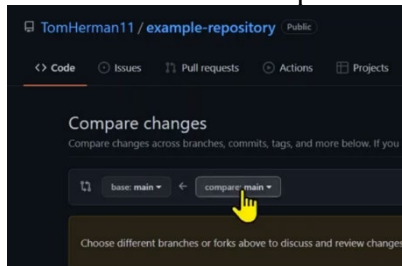 TomHerman11 / example-repository Public
<> Code Issues Pull requests Actions Projects
Compare changes
Compare changes across branches, commits, tags, and more below. If you
base: main compare: main
Choose different branches or forks above to discuss and review changes